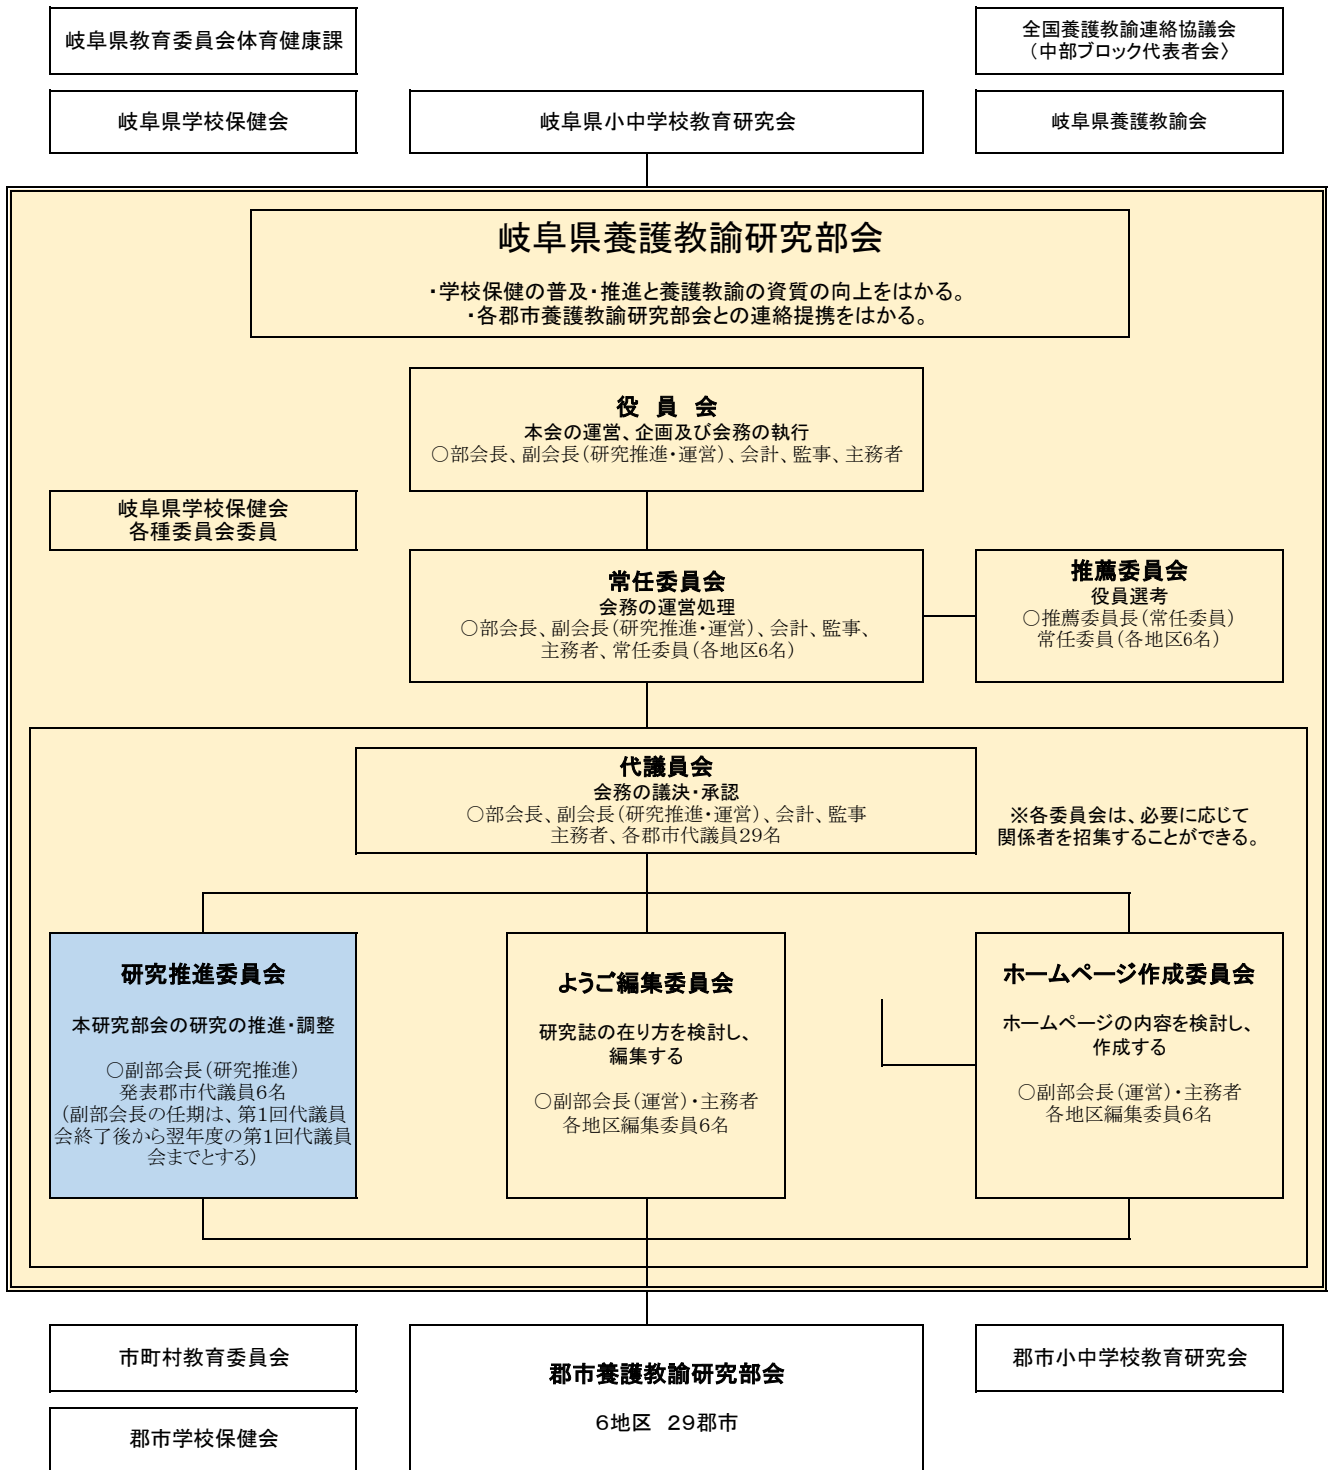 岐阜県教育委員会体育健康課
全国養護教諭連絡協議会
（中部ブロック代表者会〉
岐阜県学校保健会
岐阜県小中学校教育研究会
岐阜県養護教諭会
岐阜県養護教諭研究部会
・学校保健の普及・推進と養護教諭の資質の向上をはかる。
・各郡市養護教諭研究部会との連絡提携をはかる。
役 員 会
本会の運営、企画及び会務の執行
○部会長、副会長（研究推進・運営）、会計、監事、主務者
岐阜県学校保健会
各種委員会委員
常任委員会
会務の運営処理
○部会長、副会長（研究推進・運営）、会計、監事、
主務者、常任委員（各地区6名）
推薦委員会
役員選考
○推薦委員長（常任委員）
常任委員（各地区6名）
代議員会
会務の議決・承認
○部会長、副会長（研究推進・運営）、会計、監事
主務者、各郡市代議員29名
※各委員会は、必要に応じて
関係者を招集することができる。
研究推進委員会
本研究部会の研究の推進・調整
○副部会長（研究推進）
発表郡市代議員6名
（副部会長の任期は、第1回代議員
会終了後から翌年度の第1回代議員
会までとする）
ようご編集委員会
研究誌の在り方を検討し、
編集する
○副部会長（運営）・主務者
各地区編集委員6名
ホームページ作成委員会
ホームページの内容を検討し、
作成する
○副部会長（運営）・主務者
各地区編集委員6名
市町村教育委員会
郡市学校保健会
郡市養護教諭研究部会
6地区 29郡市
郡市小中学校教育研究会